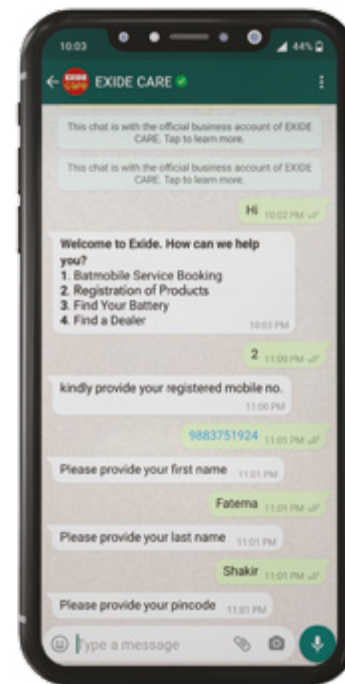 10:03
44%
EXIDE CARE
EXIDE CARE
This chat is with the official business account of EXIDE
CARE. Tap to learn more.
This chat is with the official business account of EXIDE
CARE. Tap to learn more.
Hi 10:02 PM
Welcome to Exide. How can we help
you?
1. Batmobile Service Booking
2. Registration of Products
3. Find Your Battery
4. Find a Dealer
10:03 PM
2 11:00 PM
kindly provide your registered mobile no.
11:00 PM
9883751924 11:01 PM
Please provide your first name 11:01 PM
Fatema 11:01 PM
Please provide your last name 11:01 PM
Shakir 11:01 PM
Please provide your pincode 11:01 PM
Type a message